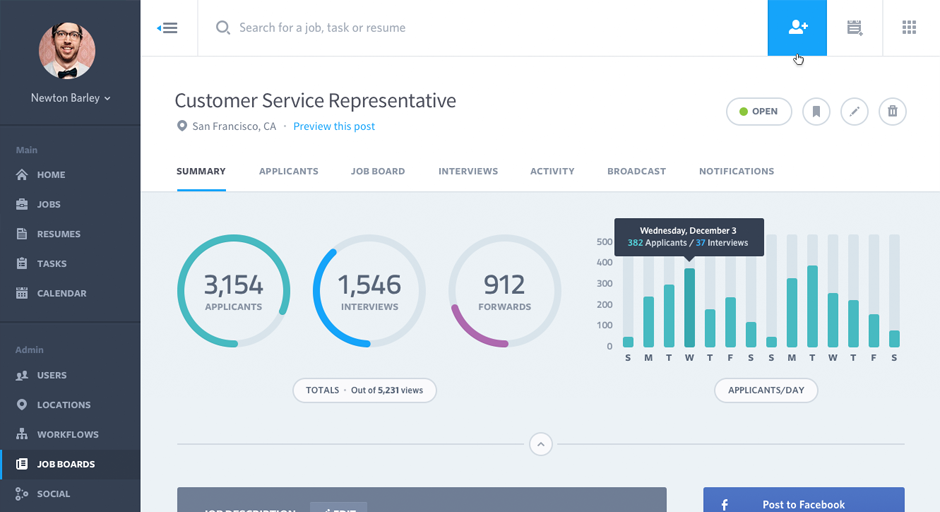 Search for a job, task or resume
Newton Barley
Main
HOME
JOBS
RESUMES
TASKS
CALENDAR
Admin
USERS
LOCATIONS
WORKFLOWS
JOB BOARDS
SOCIAL
Customer Service Representative
San Francisco, CA · Preview this post
OPEN
SUMMARY APPLICANTS JOB BOARD INTERVIEWS ACTIVITY BROADCAST NOTIFICATIONS
3,154
APPLICANTS
1,546
INTERVIEWS
912
FORWARDS
TOTALS · Out of 5,231 views
Wednesday, December 3
382 Applicants / 37 Interviews
500
400
300
200
100
0
S M T W T F S S M T W T F S
APPLICANTS/DAY
JOB DESCRIPTION EDIT
Post to Facebook